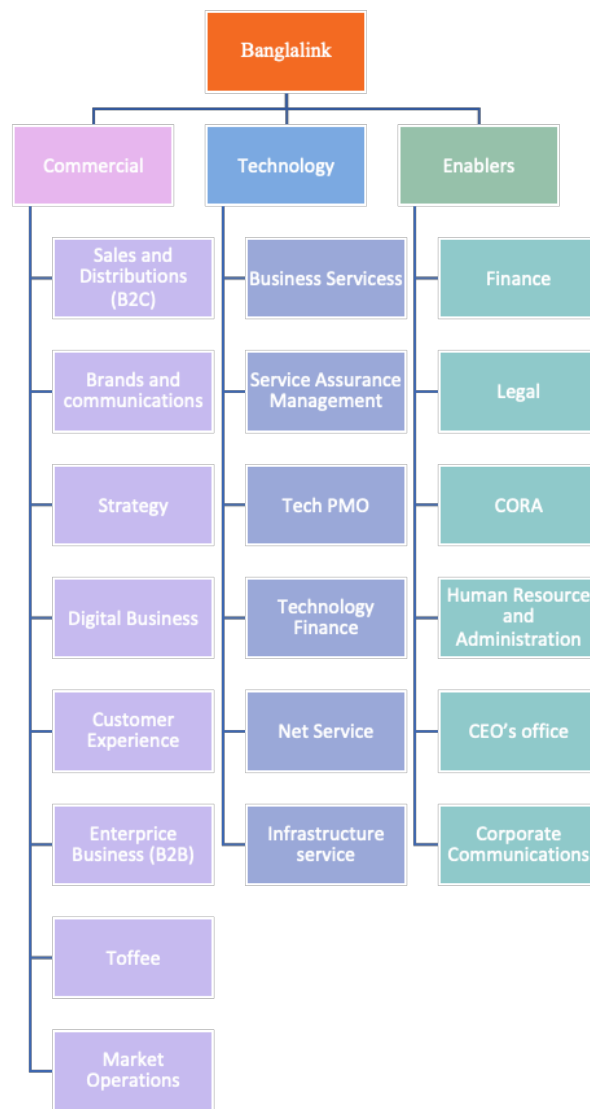 Banglalink
Commercial
Technology
Enablers
Sales and
Distributions
(B2C)
Business Servicess
Finance
Brands and
communications
Service Assurance
Management
Legal
Strategy
Tech PMO
CORA
Digital Business
Technology
Finance
Human Resource
and
Administration
Customer
Experience
Net Service
CEO’s office
Enterprice
Business (B2B)
Infrastructure
service
Corporate
Communications
Toffee
Market
Operations